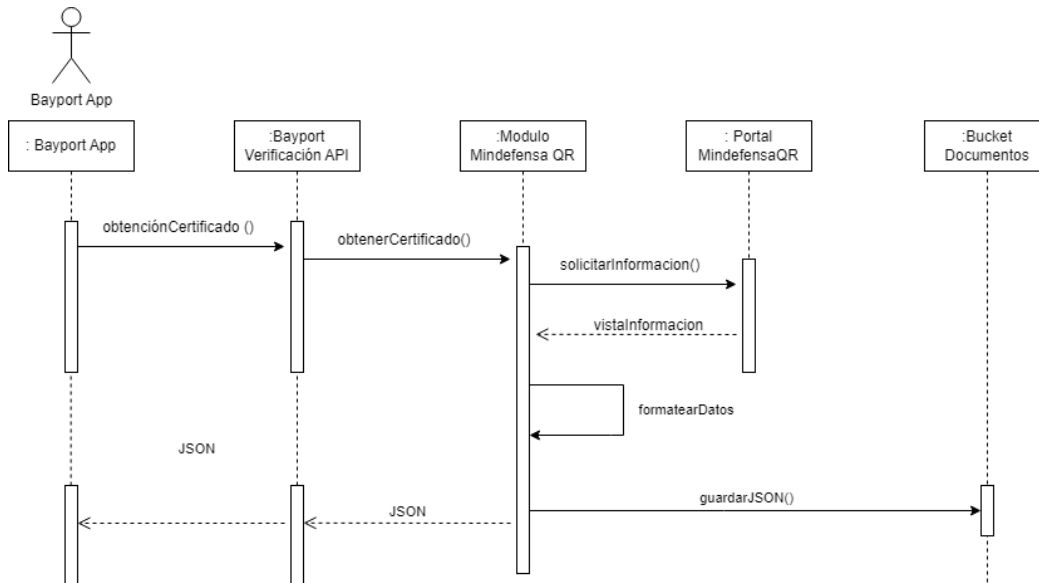 Bayport App
: Bayport App
:Bayport
Verificación API
:Modulo
Mindefensa QR
: Portal
MindefensaQR
:Bucket
Documentos
obtenciónCertificado ()
obtenerCertificado()
solicitarInformacion()
vistaInformacion
formatearDatos
JSON
guardarJSON()
JSON